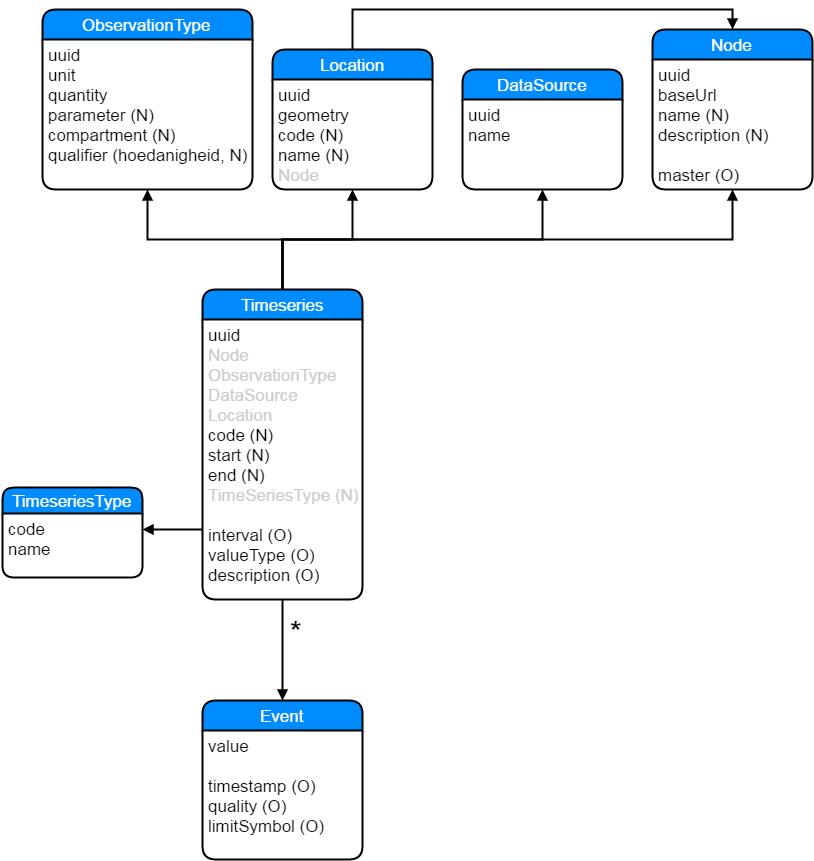 ObservationType
uuid
unit
quantity
parameter (N)
compartment (N)
qualifier (hoedanigheid, N)
Location
uuid
geometry
code (N)
name (N)
Node
DataSource
uuid
name
Node
uuid
baseUrl
name (N)
description (N)
master (O)
Timeseries
uuid
Node
ObservationType
DataSource
Location
code (N)
start (N)
end (N)
TimeSeriesType (N)
interval (O)
valueType (O)
description (O)
TimeseriesType
code
name
*
Event
value
timestamp (O)
quality (O)
limitSymbol (O)